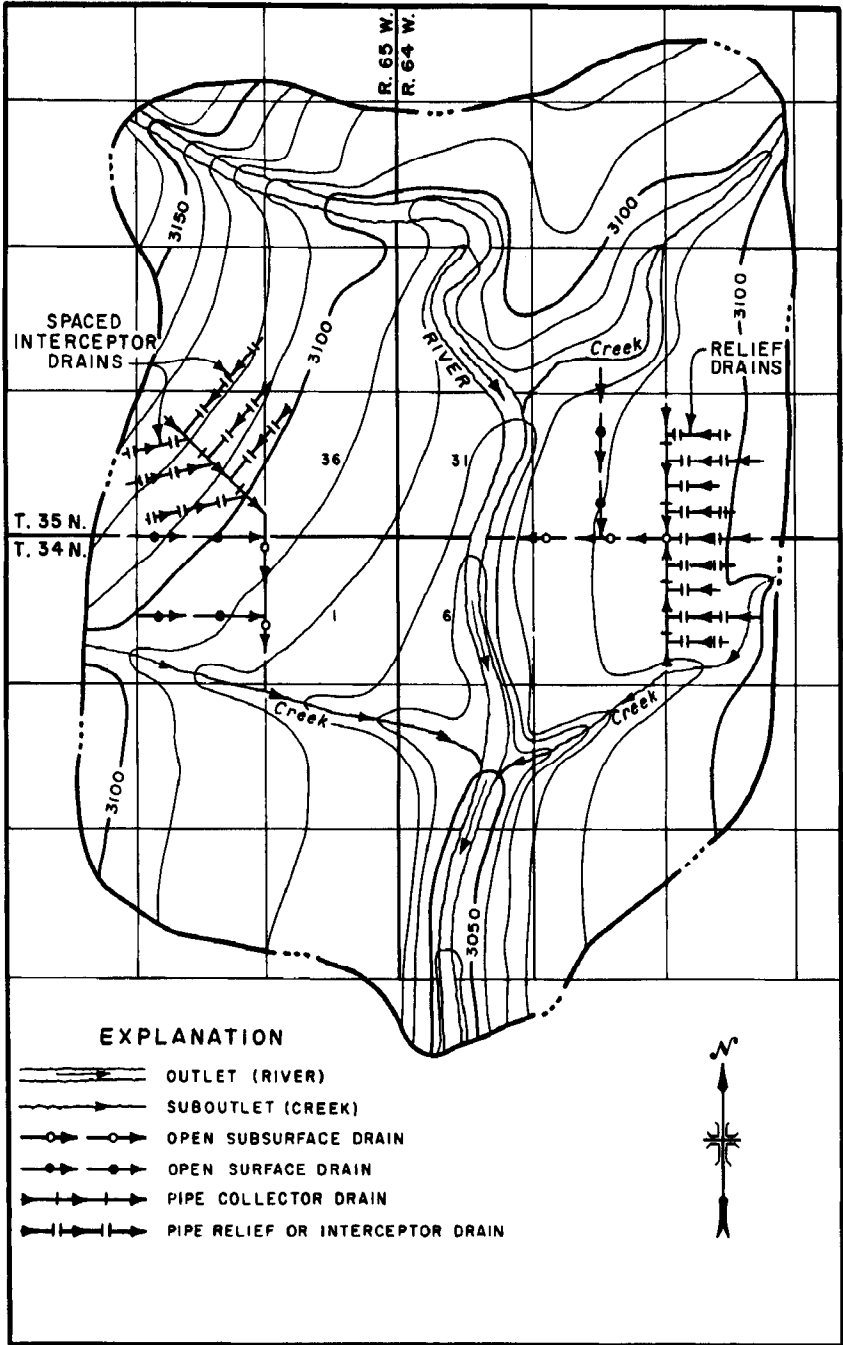 R. 65 W.
R. 64 W.
3150
3100
3100
SPACED
INTERCEPTOR
DRAINS
3100
RIVER
Creek
RELIEF
DRAINS
36
31
T. 35 N.
T. 34 N.
1
6
Creek
Creek
3100
3050
EXPLANATION
OUTLET (RIVER)
SUBOUTLET (CREEK)
OPEN SUBSURFACE DRAIN
OPEN SURFACE DRAIN
PIPE COLLECTOR DRAIN
PIPE RELIEF OR INTERCEPTOR DRAIN
N